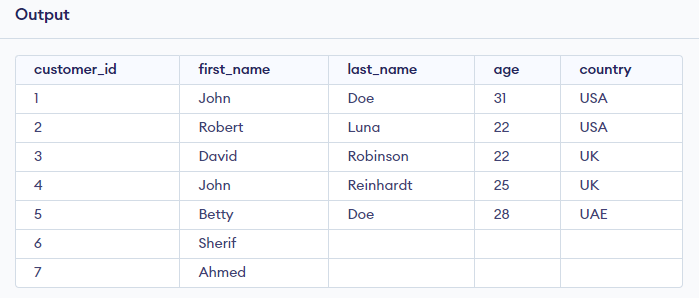 Output
customer_id first_name last_name age country
1 John Doe 31 USA
2 Robert Luna 22 USA
3 David Robinson 22 UK
4 John Reinhardt 25 UK
5 Betty Doe 28 UAE
6 Sherif
7 Ahmed